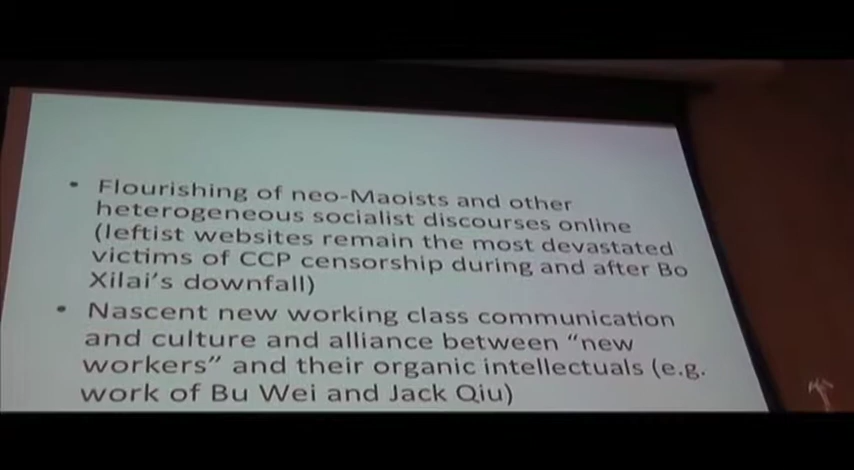 • Flourishing of neo-Maoists and other
heterogeneous socialist discourses online
(leftist websites remain the most devastated
victims of CCP censorship during and after Bo
Xilai's downfall)
• Nascent new working class communication
and culture and alliance between "new
workers" and their organic intellectuals (e.g.
work of Bu Wei and Jack Qiu)